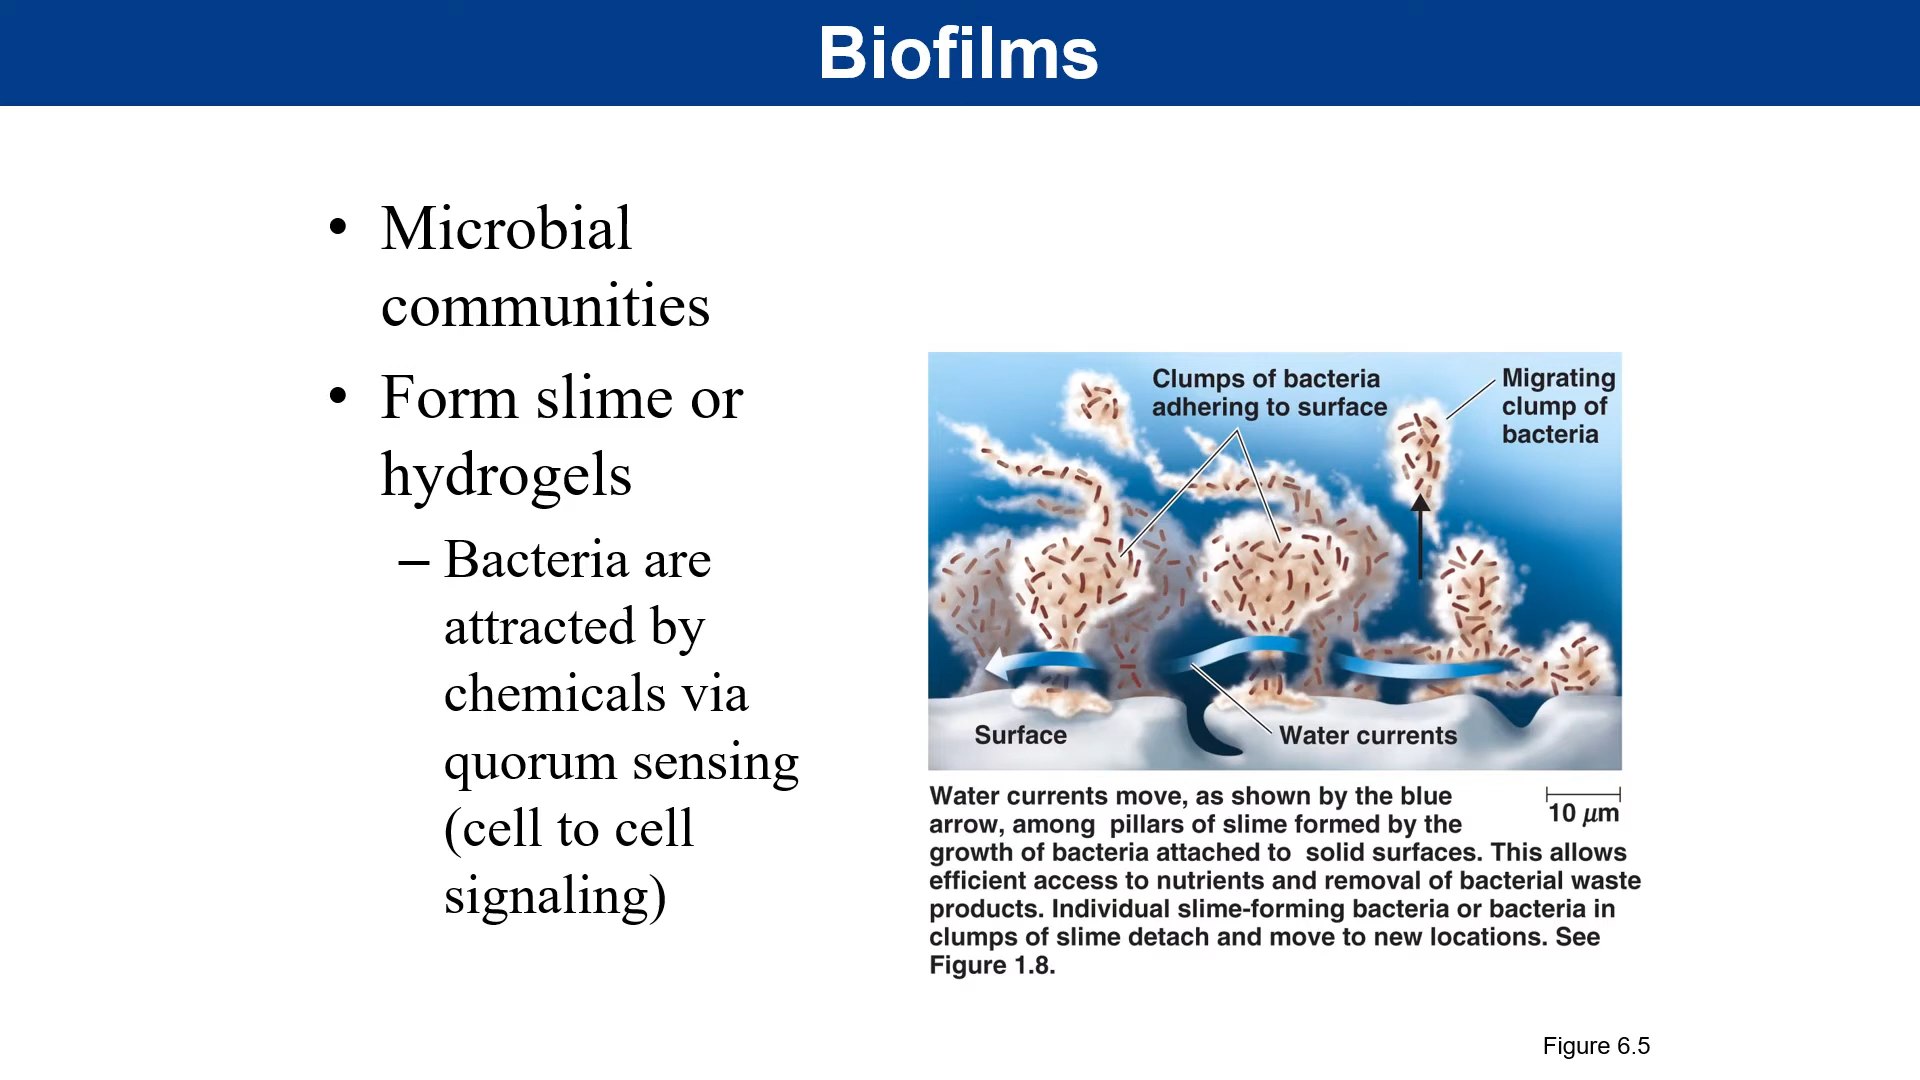 Biofilms
• Microbial
communities
• Form slime or
hydrogels
– Bacteria are
attracted by
chemicals via
quorum sensing
(cell to cell
signaling)
Clumps of bacteria
adhering to surface
Migrating
clump of
bacteria
Surface
Water currents
Water currents move, as shown by the blue
arrow, among pillars of slime formed by the
growth of bacteria attached to solid surfaces. This allows
efficient access to nutrients and removal of bacterial waste
products. Individual slime-forming bacteria or bacteria in
clumps of slime detach and move to new locations. See
Figure 1.8.
10 μm
Figure 6.5